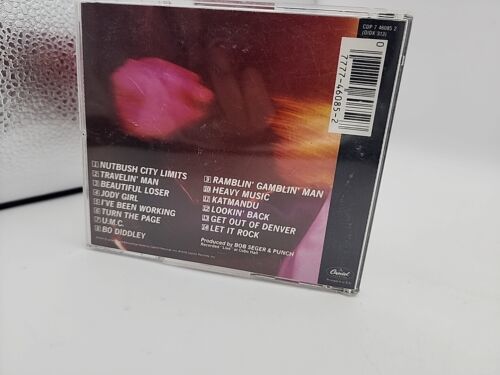 CDP 7 46085 2
(DIDX 313)
0
7777-46085-2
1 NUTBUSH CITY LIMITS
2 TRAVELIN' MAN
3 BEAUTIFUL LOSER
4 JODY GIRL
5 I'VE BEEN WORKING
6 TURN THE PAGE
7 U.M.C.
8 BO DIDDLEY
9 RAMBLIN' GAMBLIN' MAN
10 HEAVY MUSIC
11 KATMANDU
12 LOOKIN' BACK
13 GET OUT OF DENVER
14 LET IT ROCK
Produced by BOB SEGER & PUNCH
Recorded "Live" at Cobo Hall
Capitol